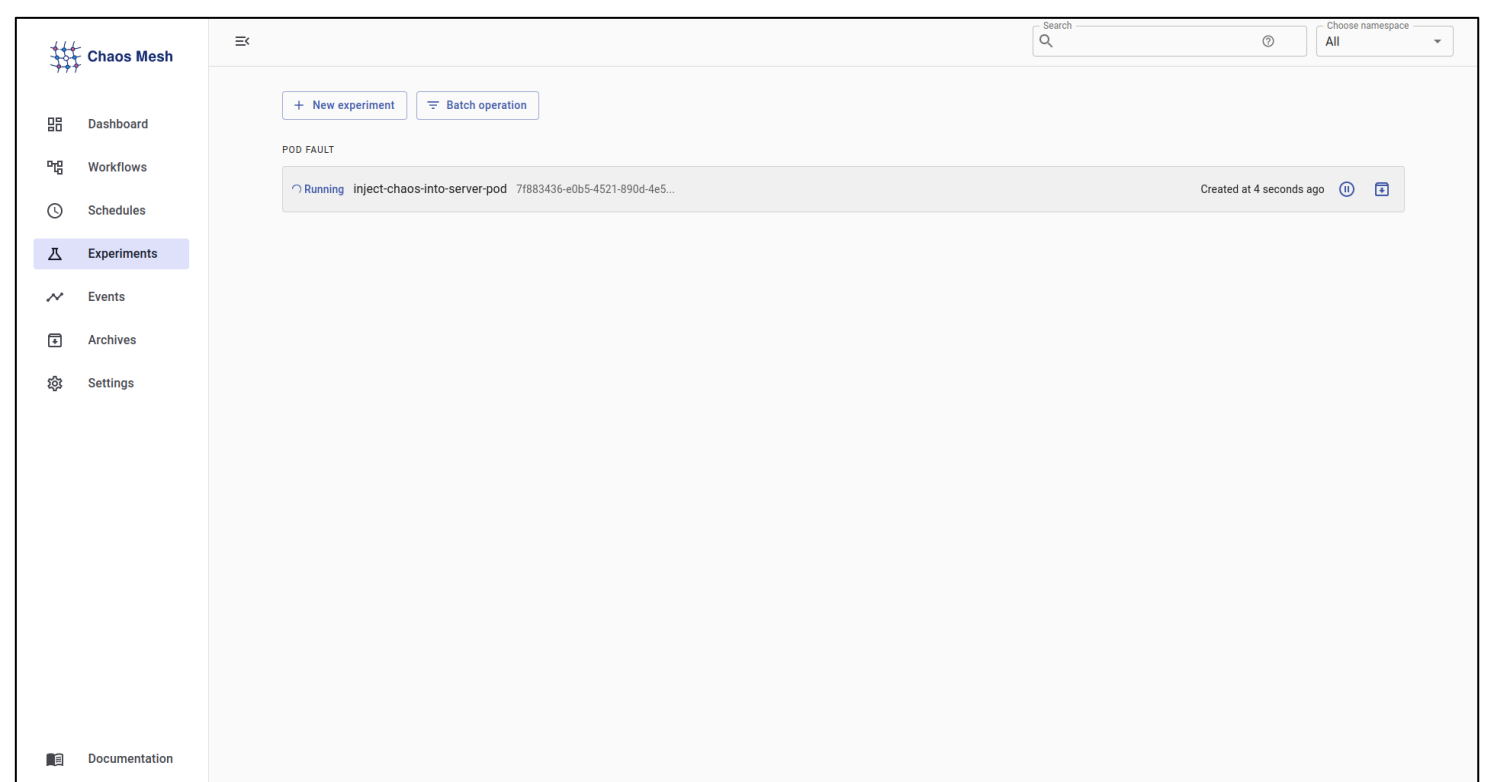 Chaos Mesh
Dashboard
Workflows
Schedules
Experiments
Events
Archives
Settings
Documentation
Search
Choose namespace
All
New experiment
Batch operation
POD FAULT
Running inject-chaos-into-server-pod 7f883436-e0b5-4521-890d-4e5... Created at 4 seconds ago